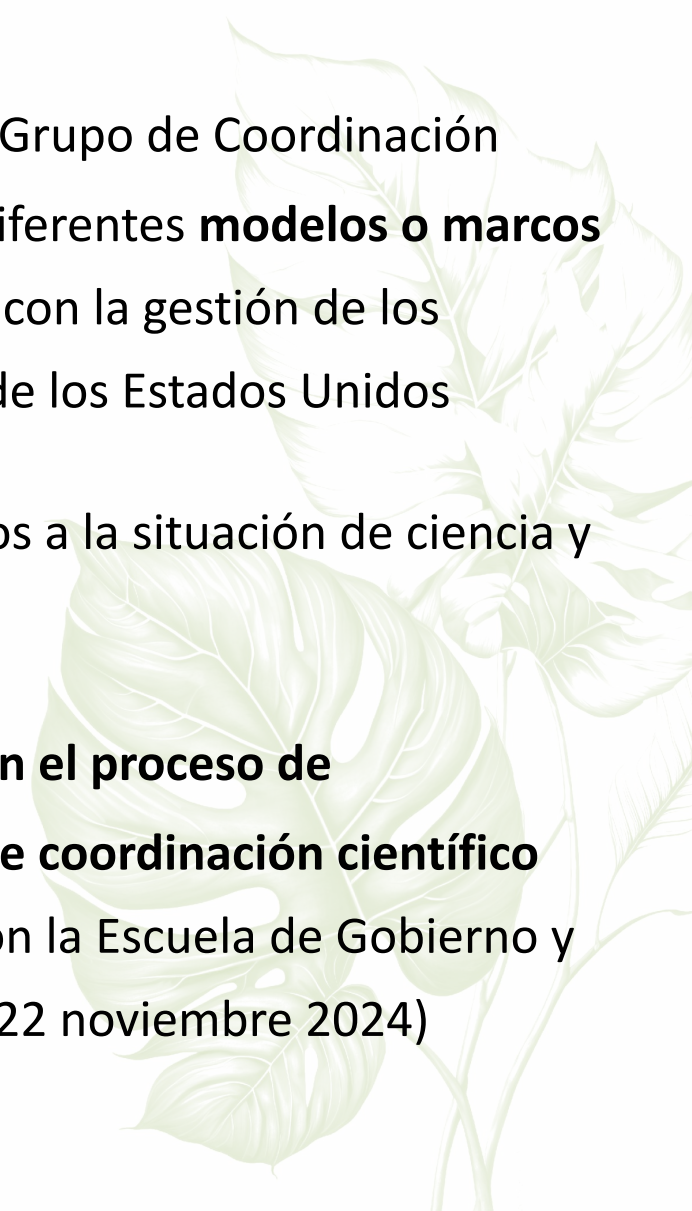 Grupo de Coordinación
iferentes modelos o marcos
con la gestión de los
de los Estados Unidos
os a la situación de ciencia y
n el proceso de
e coordinación científico
on la Escuela de Gobierno y
22 noviembre 2024)